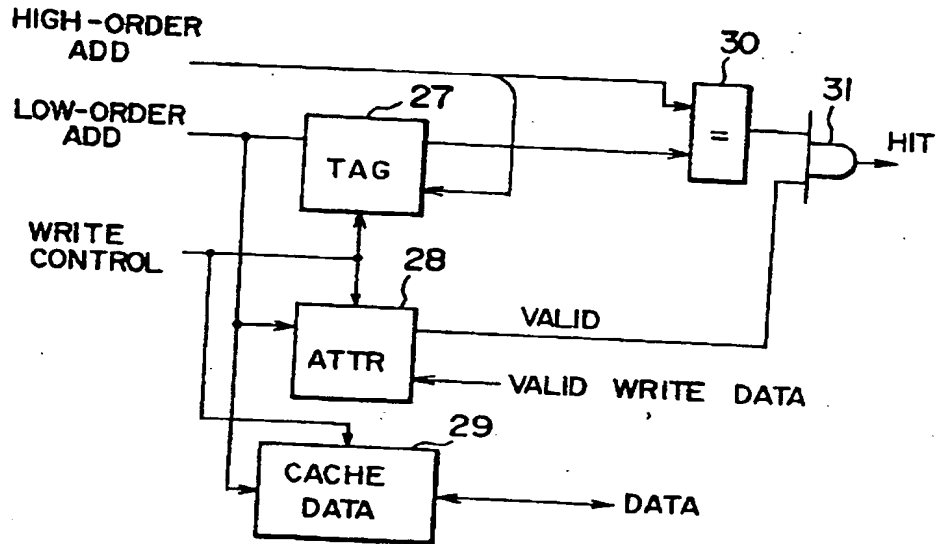 HIGH-ORDER
ADD
30
27
31
LOW-ORDER
ADD
TAG
=
HIT
WRITE
CONTROL
28
VALID
ATTR
VALID WRITE DATA
29
CACHE
DATA
DATA